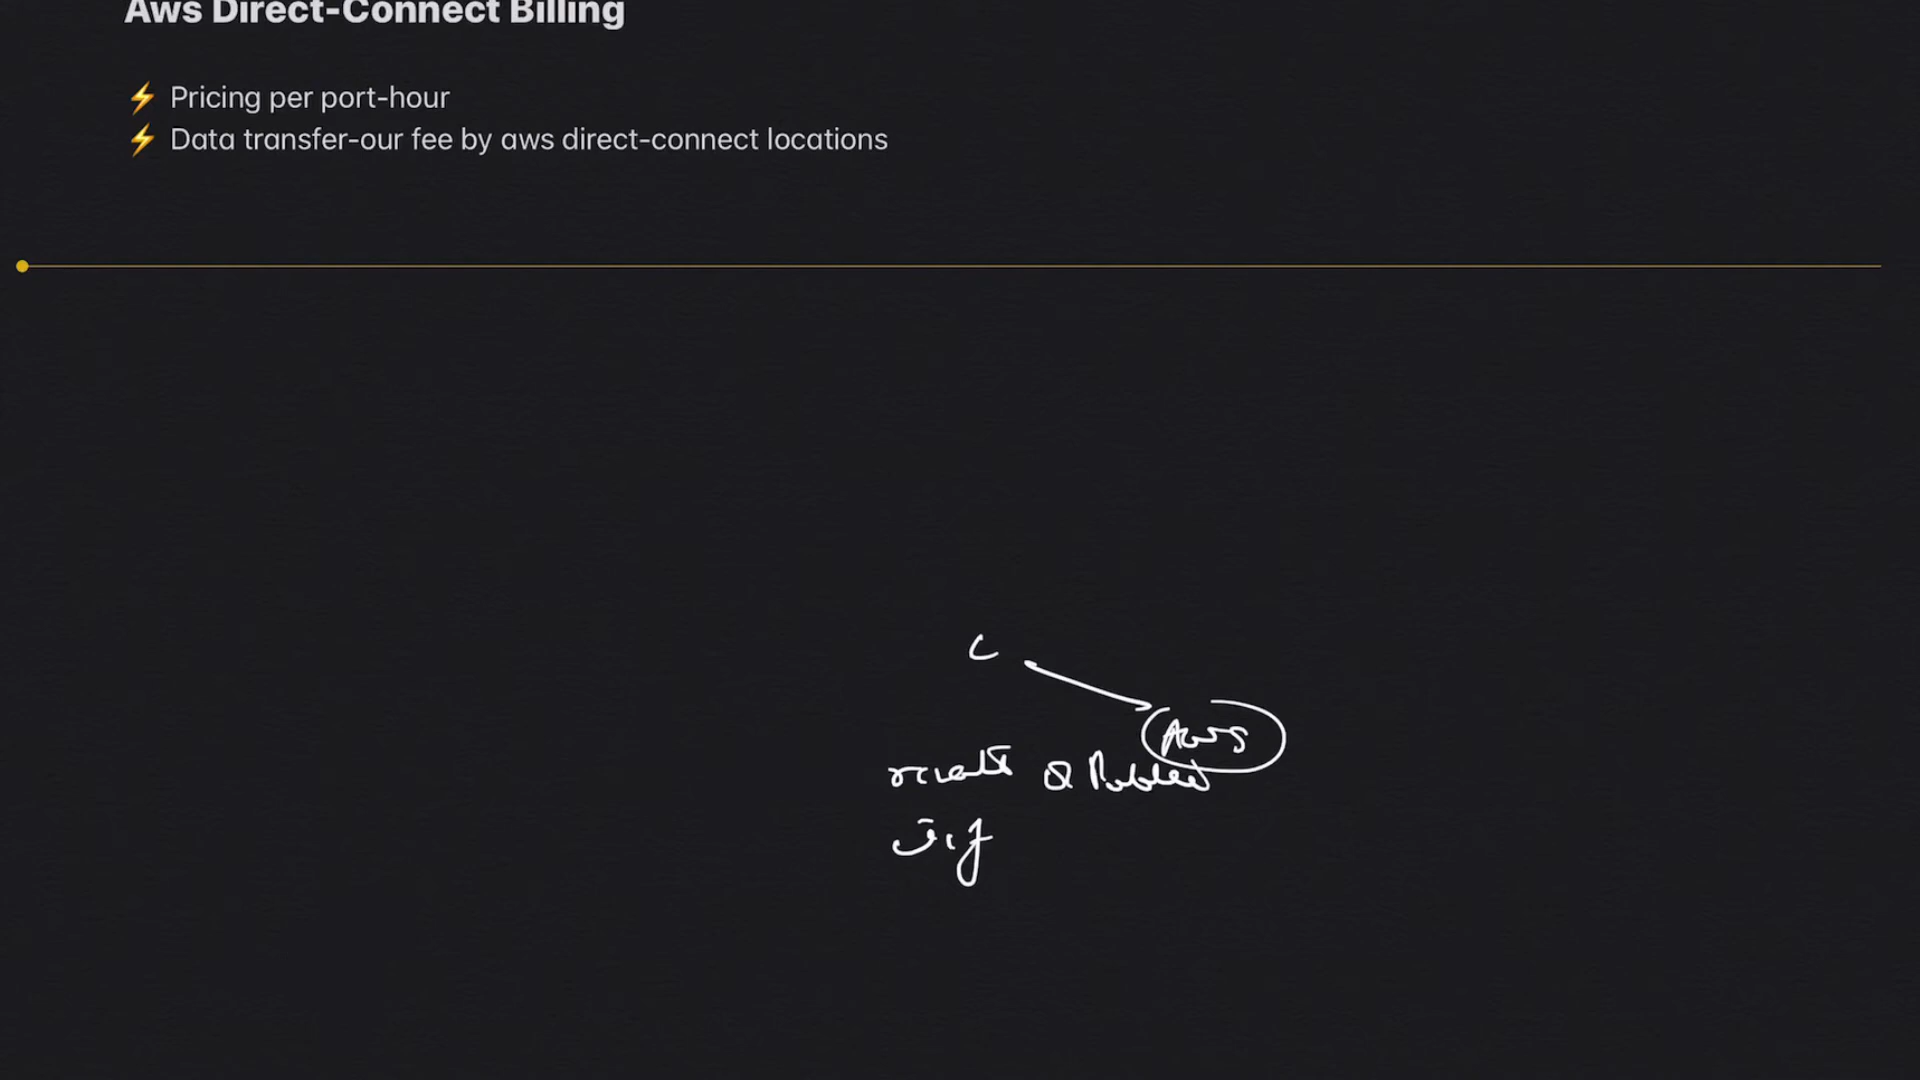 Aws Direct-Connect Billing
⚡ Pricing per port-hour
⚡ Data transfer-our fee by aws direct-connect locations
C
Aws